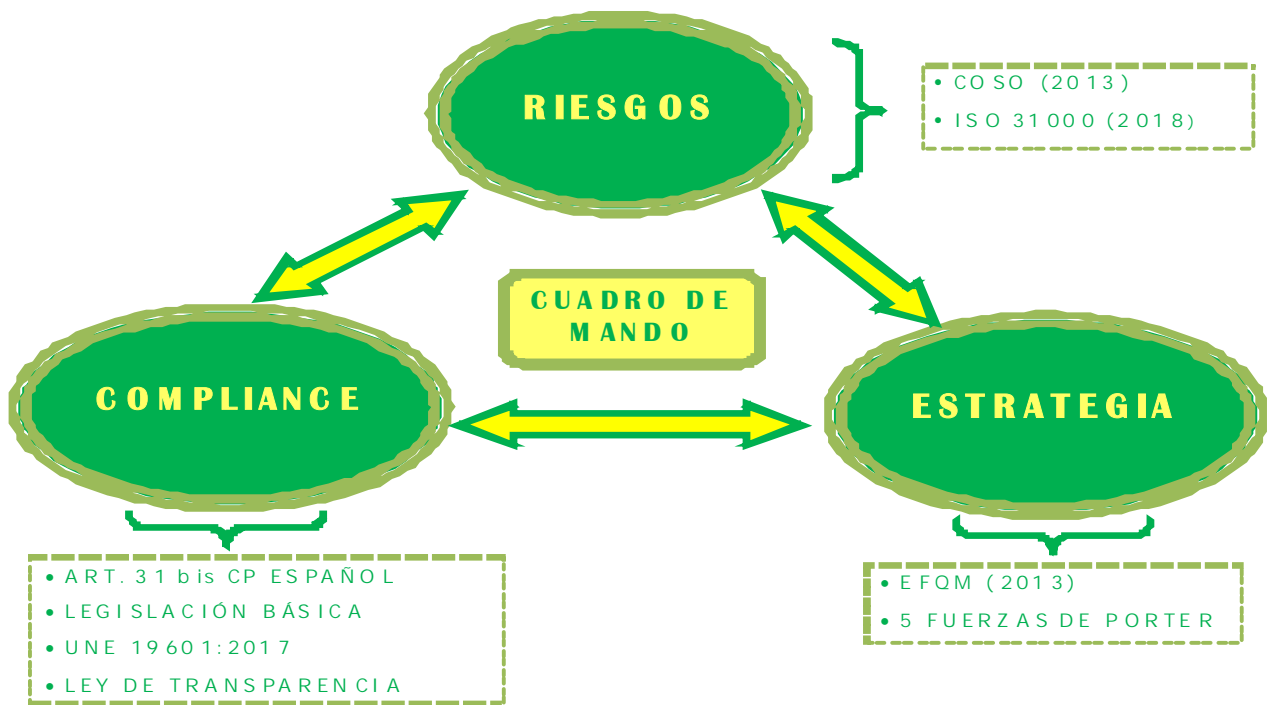 RIESGOS
• COSO (2013)
• ISO 31000 (2018)
CUADRO DE
MANDO
COMPLIANCE
ESTRATEGIA
• ART. 31 bis CP ESPAÑOL
• LEGISLACIÓN BÁSICA
• UNE 19601:2017
• LEY DE TRANSPARENCIA
• EFQM (2013)
• 5 FUERZAS DE PORTER